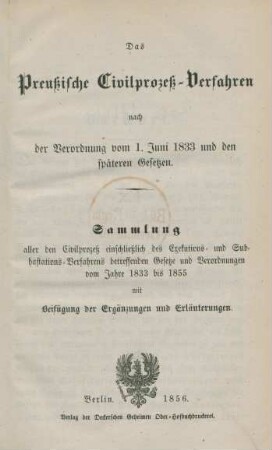 Das
Preußische Civilprozeß-Verfahren
nach
der Verordnung vom 1. Juni 1833 und den
späteren Gesetzen.
Sammlung
aller den Civilprozeß einschließlich des Exekutions- und Sub-
hastations-Verfahrens betreffenden Gesetze und Verordnungen
vom Jahre 1833 bis 1855
mit
Beifügung der Ergänzungen und Erläuterungen.
Berlin. 1856.
Verlag der Deckerschen Geheimen Ober-Hofbuchdruckerei.